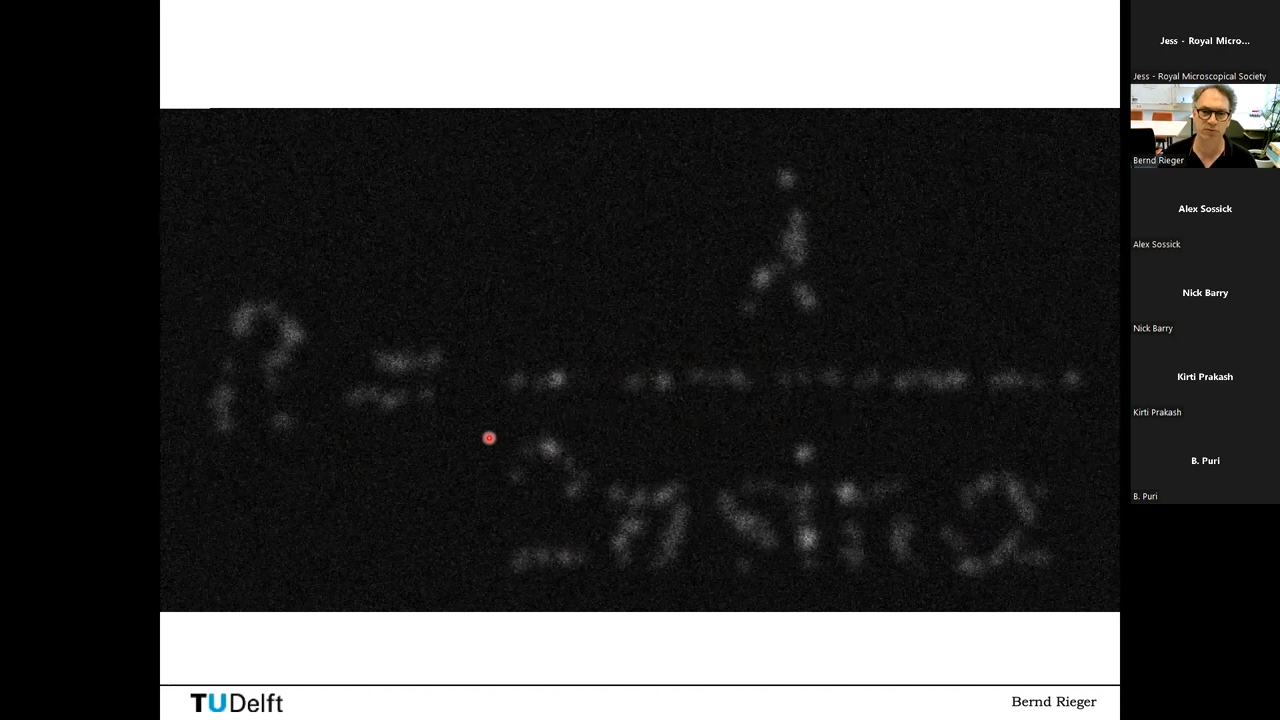 Jess - Royal Micro...
Jess - Royal Microscopical Society
Bernd Rieger
Alex Sossick
Alex Sossick
Nick Barry
Nick Barry
Kirti Prakash
Kirti Prakash
B. Puri
B. Puri
TUDelft
Bernd Rieger